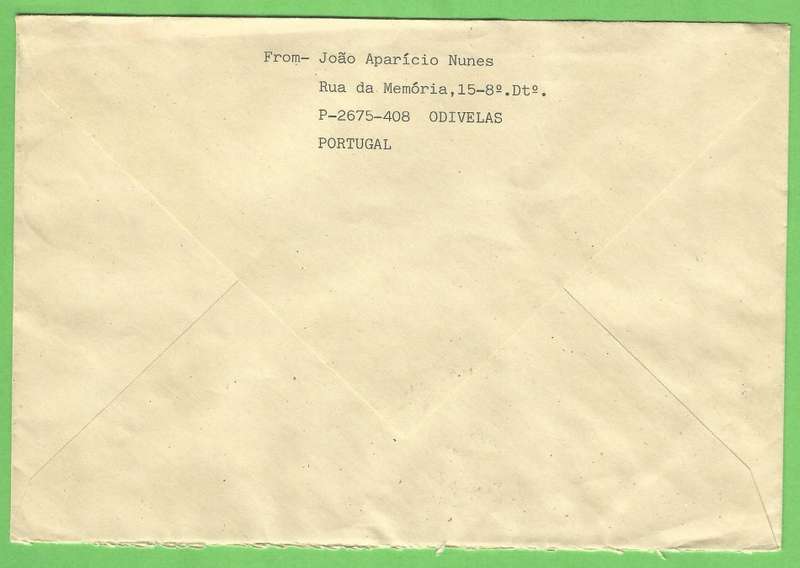 From- João Aparício Nunes
Rua da Memória,15-8º.Dtº.
P-2675-408 ODIVELAS
PORTUGAL